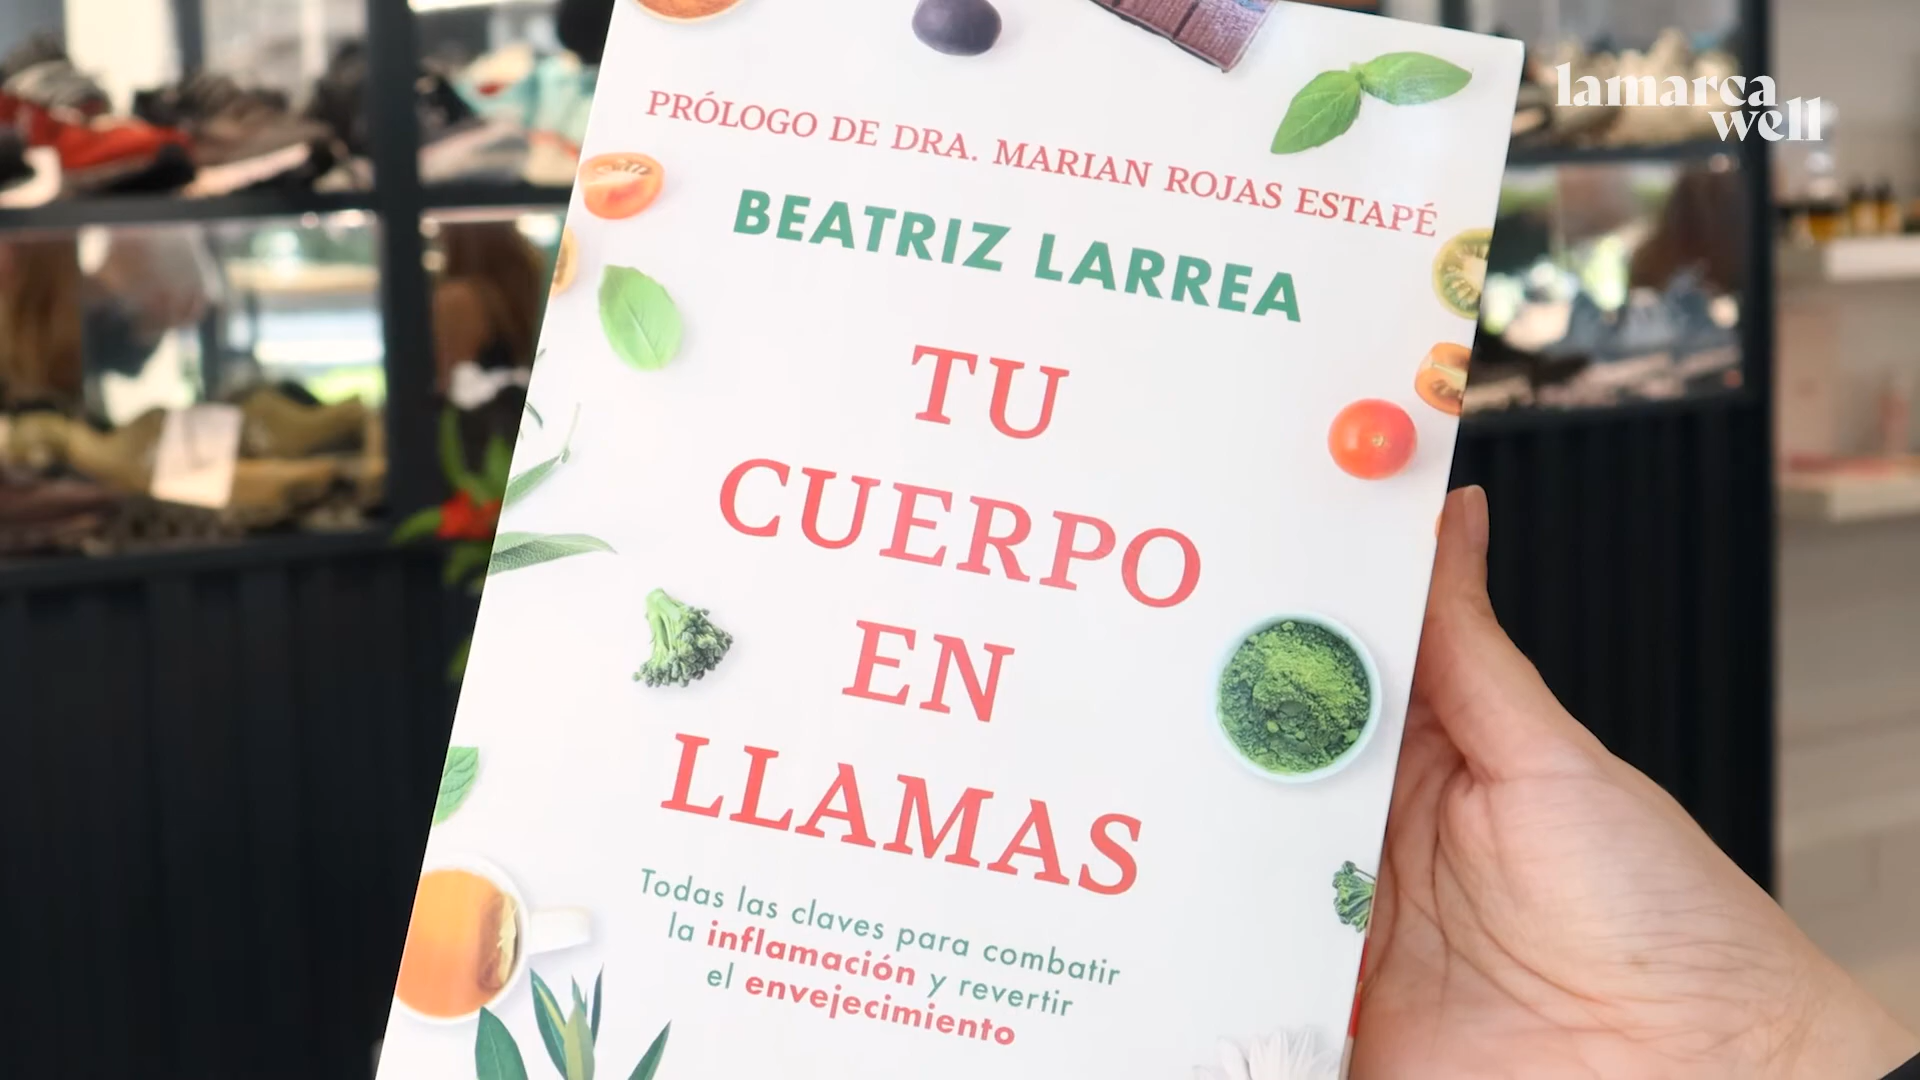 lamarca
well
PRÓLOGO DE DRA. MARIAN ROJAS ESTAPÉ
BEATRIZ LARREA
TU
CUERPO
EN
LLAMAS
Todas las claves para combatir
la inflamación y revertir
el envejecimiento